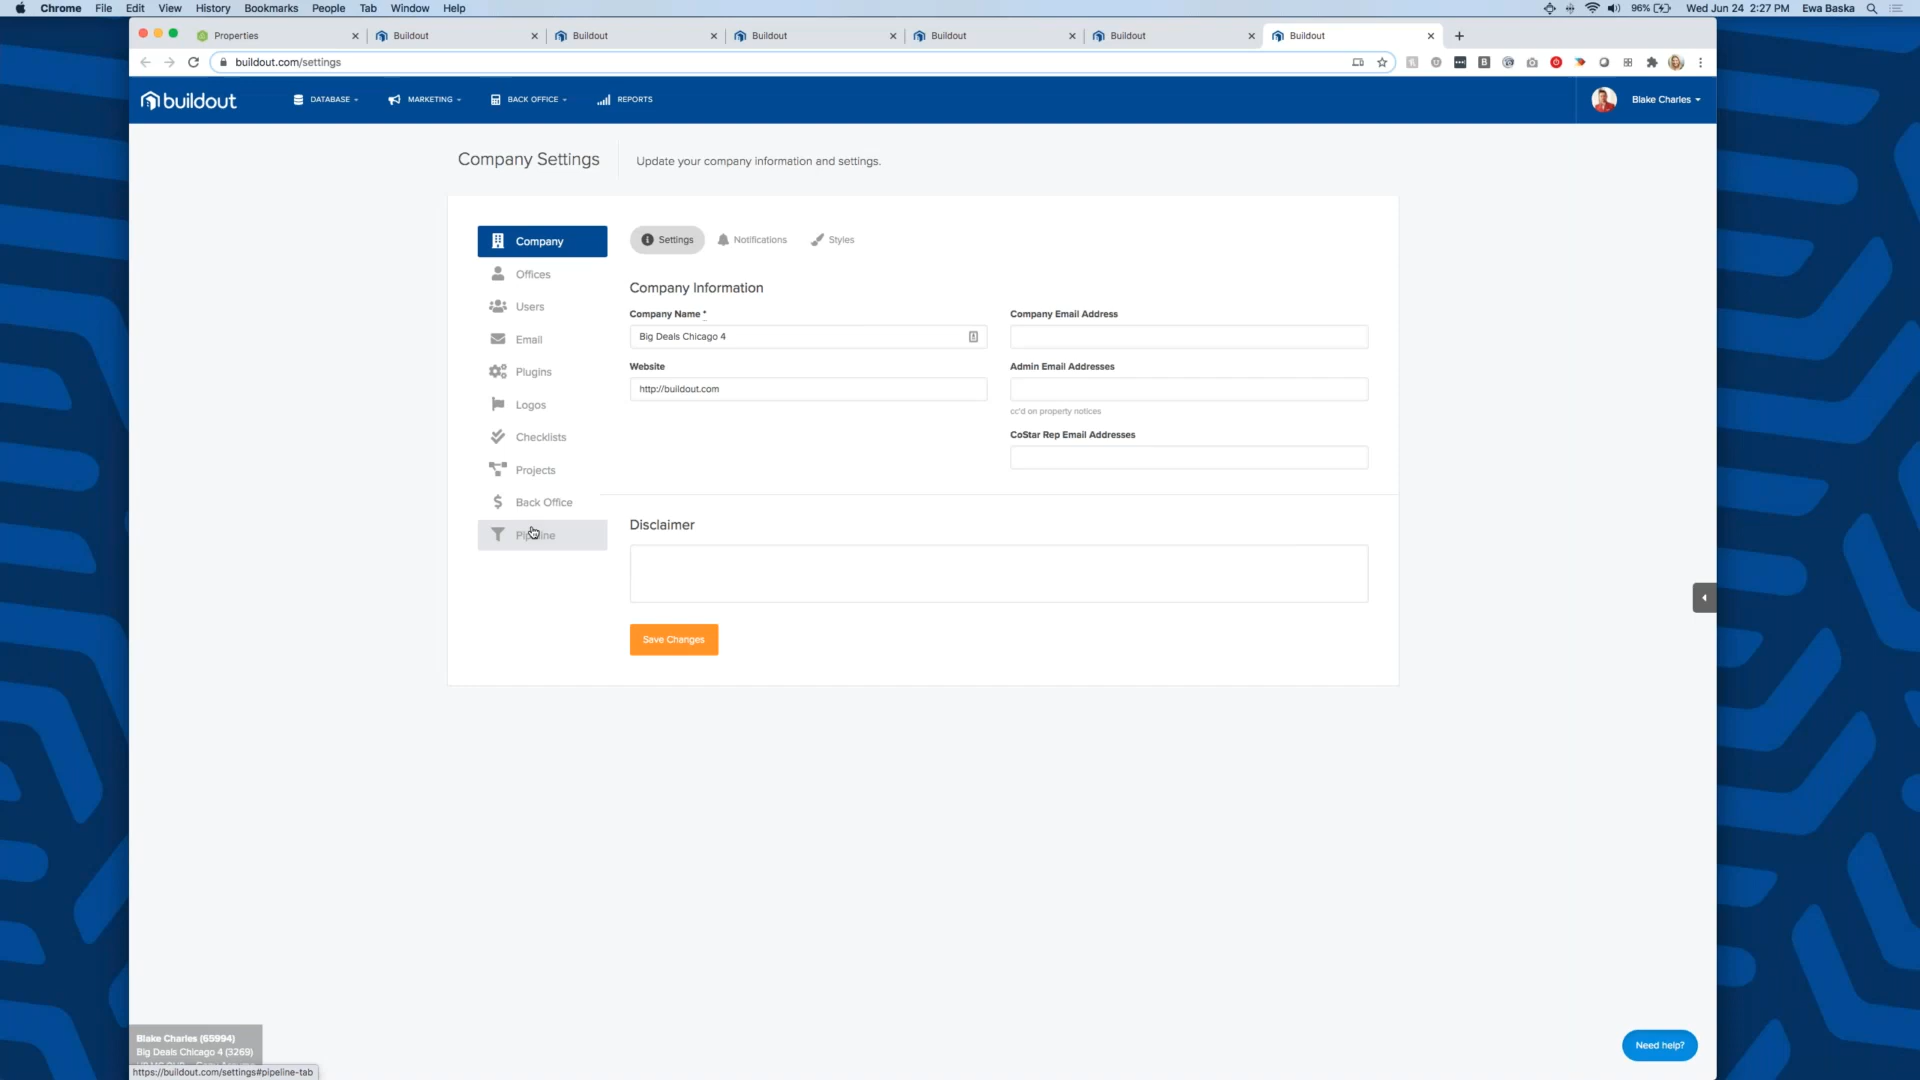 Chrome File Edit View History Bookmarks People Tab Window Help
96% Wed Jun 24 2:27 PM Ewa Baska
Properties Buildout Buildout Buildout Buildout Buildout Buildout
buildout.com/settings
buildout DATABASE MARKETING BACK OFFICE REPORTS Blake Charles
Company Settings Update your company information and settings.
Company
Offices
Users
Email
Plugins
Logos
Checklists
Projects
Back Office
Pipeline
Settings Notifications Styles
Company Information
Company Name *
Big Deals Chicago 4
Website
http://buildout.com
Company Email Address
Admin Email Addresses
cc'd on property notices
CoStar Rep Email Addresses
Disclaimer
Save Changes
Need help?
Blake Charles (65994)
Big Deals Chicago 4 (3269)
https://buildout.com/settings#pipeline-tab